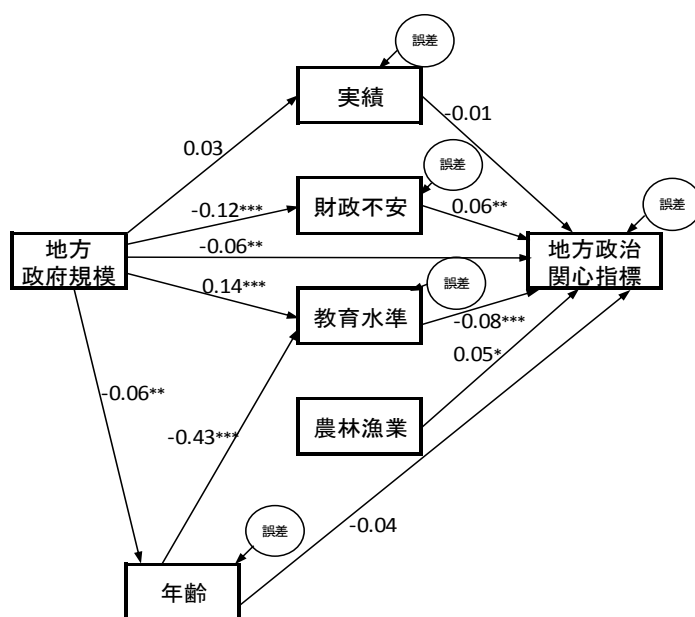 誤差
実績
-0.01
0.03
誤差
-0.12***
財政不安
0.06**
誤差
地方
政府規模
-0.06**
地方政治
関心指標
0.14***
誤差
教育水準
-0.08***
0.05*
-0.06**
-0.43***
農林漁業
-0.04
誤差
年齢